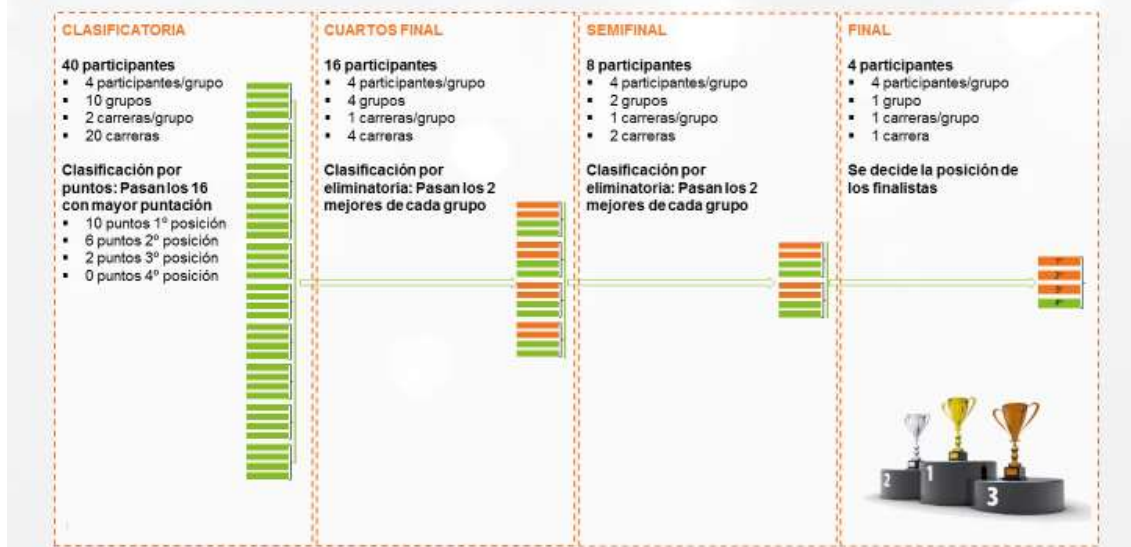 CLASIFICATORIA
40 participantes
▪ 4 participantes/grupo
▪ 10 grupos
▪ 2 carreras/grupo
▪ 20 carreras
Clasificación por
puntos: Pasan los 16
con mayor puntación
▪ 10 puntos 1º posición
▪ 6 puntos 2º posición
▪ 2 puntos 3º posición
▪ 0 puntos 4º posición
CUARTOS FINAL
16 participantes
▪ 4 participantes/grupo
▪ 4 grupos
▪ 1 carreras/grupo
▪ 4 carreras
Clasificación por
eliminatoria: Pasan los 2
mejores de cada grupo
SEMIFINAL
8 participantes
▪ 4 participantes/grupo
▪ 2 grupos
▪ 1 carreras/grupo
▪ 2 carreras
Clasificación por
eliminatoria: Pasan los 2
mejores de cada grupo
FINAL
4 participantes
▪ 4 participantes/grupo
▪ 1 grupo
▪ 1 carreras/grupo
▪ 1 carrera
Se decide la posición de
los finalistas
1º
2º
3º
4º
2 1 3